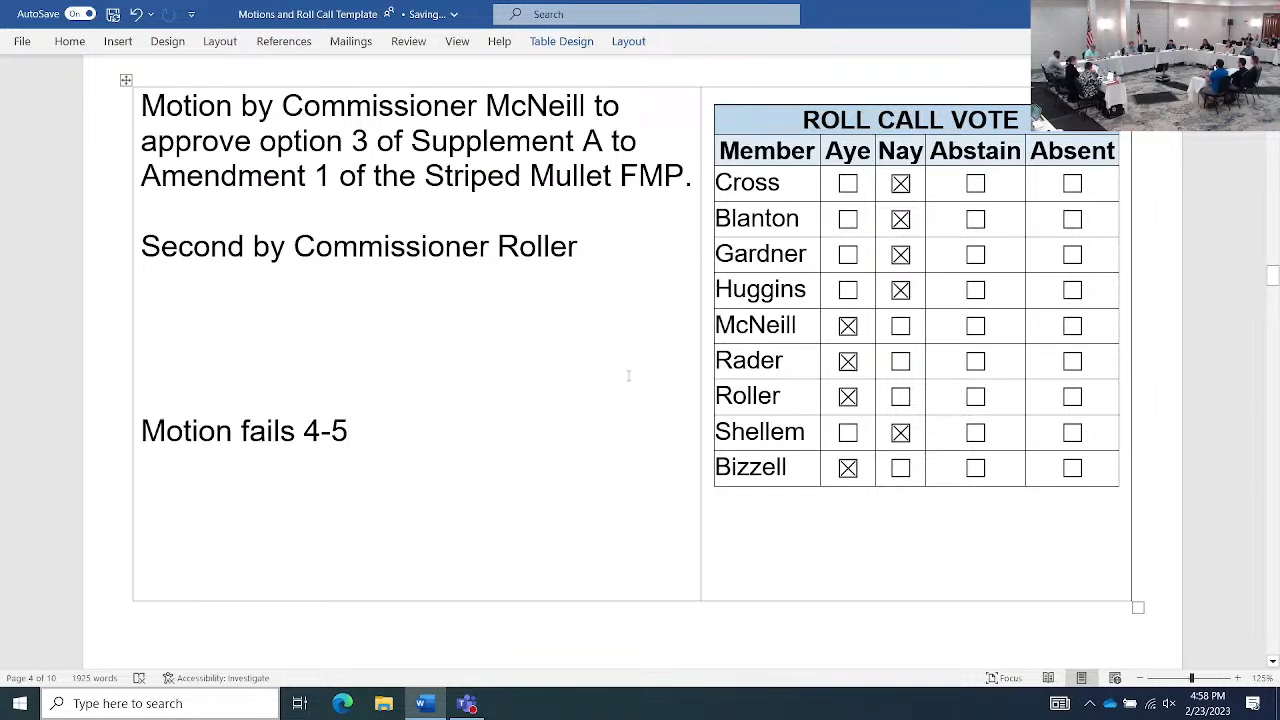 AutoSave On Motions by Roll Call Template • Saving... Search
File Home Insert Design Layout References Mailings Review View Help Table Design Layout
Motion by Commissioner McNeill to
approve option 3 of Supplement A to
Amendment 1 of the Striped Mullet FMP.
Second by Commissioner Roller
Motion fails 4-5
ROLL CALL VOTE
Member Aye Nay Abstain Absent
Cross ☐ ☒ ☐ ☐
Blanton ☐ ☒ ☐ ☐
Gardner ☐ ☒ ☐ ☐
Huggins ☐ ☒ ☐ ☐
McNeill ☒ ☐ ☐ ☐
Rader ☒ ☐ ☐ ☐
Roller ☒ ☐ ☐ ☐
Shellem ☐ ☒ ☐ ☐
Bizzell ☒ ☐ ☐ ☐
Page 4 of 10 1925 words Accessibility: Investigate Focus 125%
Type here to search
4:58 PM
2/23/2023